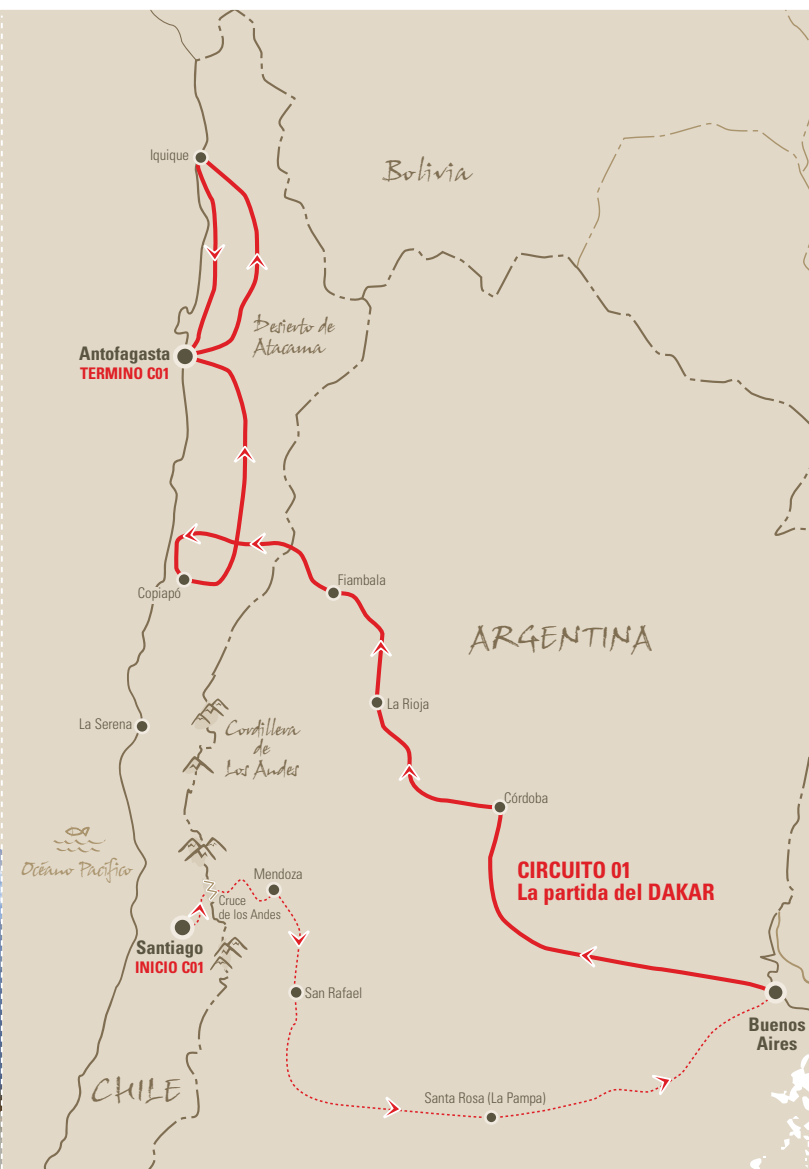 Iquique
Bolivia
Desierto de
Atacama
Antofagasta
TERMINO C01
Copiapó
Fiambala
ARGENTINA
La Rioja
La Serena
Cordillera
de
Los Andes
Córdoba
Océano Pacífico
CIRCUITO 01
La partida del DAKAR
Mendoza
Cruce
de los Andes
Santiago
INICIO C01
San Rafael
Buenos
Aires
CHILE
Santa Rosa (La Pampa)